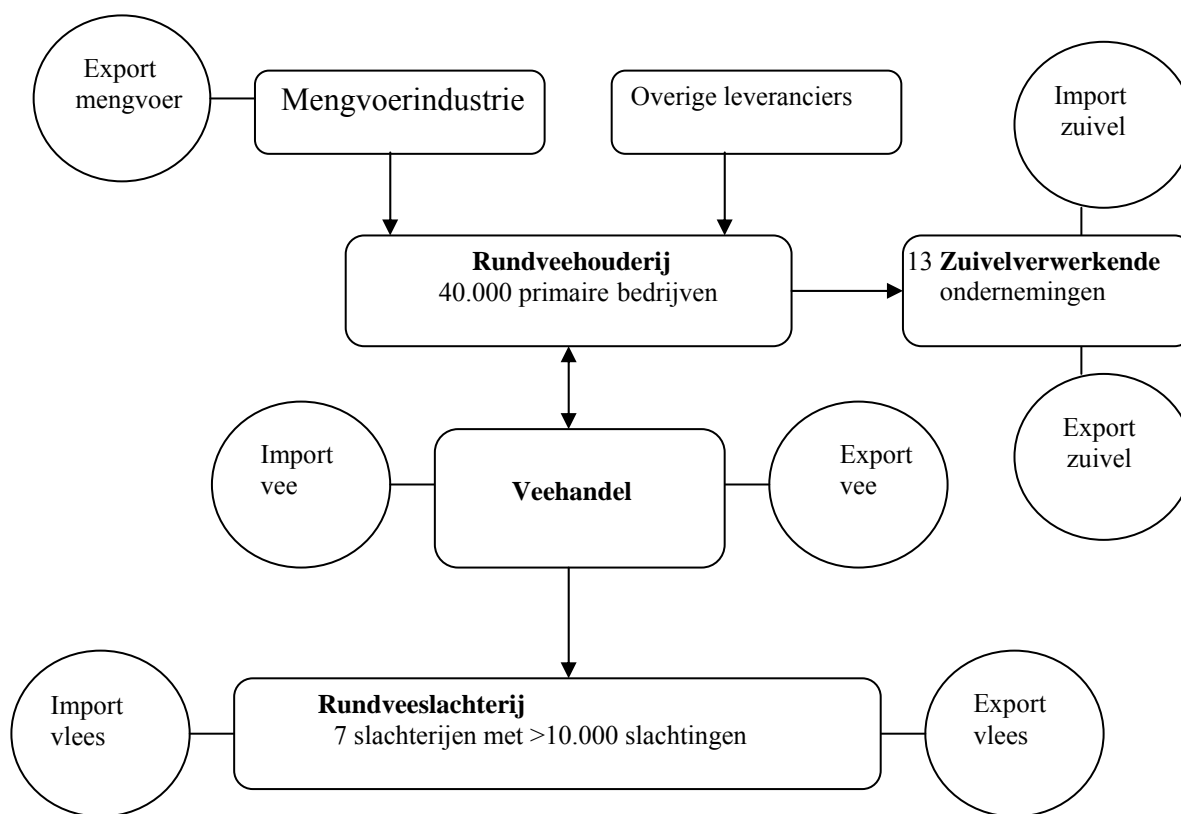 Export
mengvoer
Mengvoerindustrie
Overige leveranciers
Import
zuivel
Rundveehouderij
40.000 primaire bedrijven
13 Zuivelverwerkende
ondernemingen
Import
vee
Veehandel
Export
vee
Export
zuivel
Import
vlees
Rundveeslachterij
7 slachterijen met >10.000 slachtingen
Export
vlees